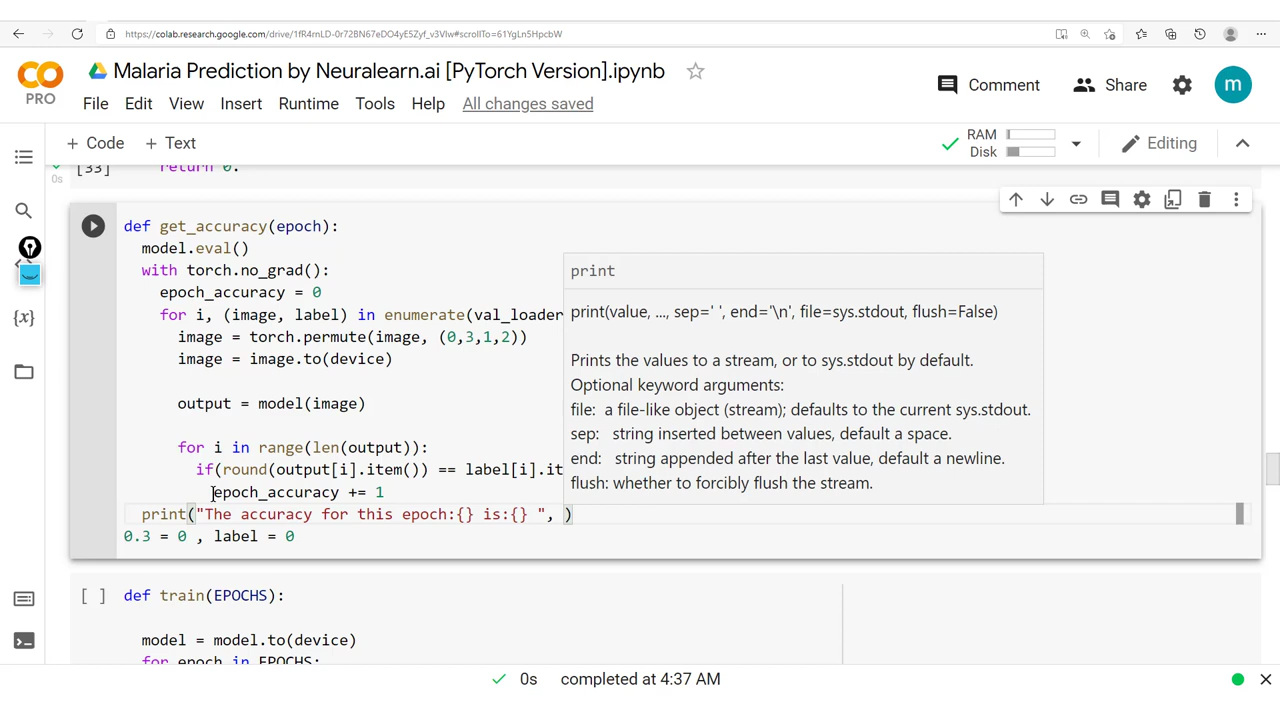 https://colab.research.google.com/drive/1fR4rnLD-0r72BN67eDO4yE5Zyf_v3VIw#scrollTo=61YgLn5HpcbW
CO
PRO
Malaria Prediction by Neuralearn.ai [PyTorch Version].ipynb
File Edit View Insert Runtime Tools Help All changes saved
Comment Share m
+ Code + Text
RAM
Disk
Editing
[33] return 0.
0s
def get_accuracy(epoch):
model.eval()
with torch.no_grad():
epoch_accuracy = 0
for i, (image, label) in enumerate(val_loader
image = torch.permute(image, (0,3,1,2))
image = image.to(device)
output = model(image)
for i in range(len(output)):
if(round(output[i].item()) == label[i].it
epoch_accuracy += 1
print("The accuracy for this epoch:{} is:{} ", )
0.3 = 0 , label = 0
print
print(value, ..., sep=' ', end='\n', file=sys.stdout, flush=False)
Prints the values to a stream, or to sys.stdout by default.
Optional keyword arguments:
file: a file-like object (stream); defaults to the current sys.stdout.
sep: string inserted between values, default a space.
end: string appended after the last value, default a newline.
flush: whether to forcibly flush the stream.
[ ] def train(EPOCHS):
model = model.to(device)
for epoch in EPOCHS:
{x}
0s completed at 4:37 AM